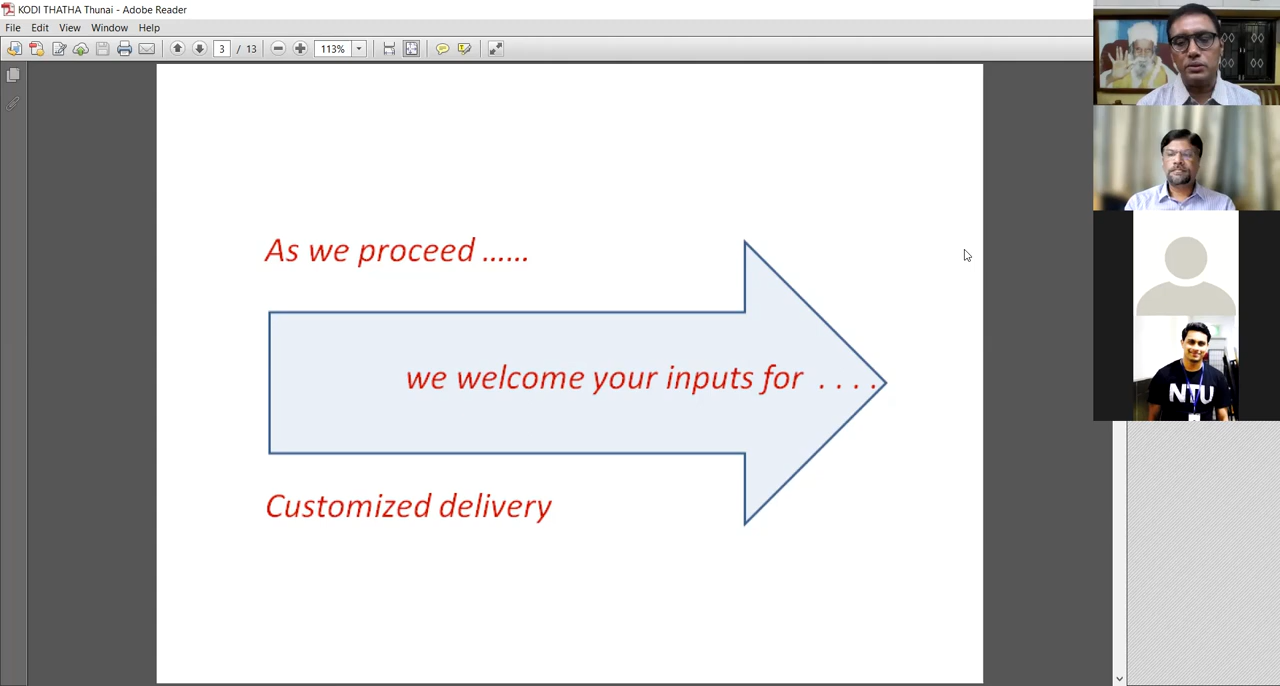 KODI THATHA Thunai - Adobe Reader
File Edit View Window Help
3 / 13 113%
As we proceed ......
we welcome your inputs for . . . .
Customized delivery
NTU